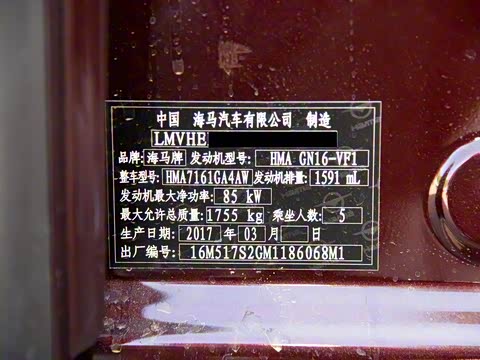 中国 海马汽车有限公司 制造
LMVHE
品牌: 海马牌 发动机型号: HMA GN16-VF1
整车型号: HMA7161GA4AW 发动机排量: 1591 mL
发动机最大净功率: 85 kW
最大允许总质量: 1755 kg 乘坐人数: 5
生产日期: 2017 年 03 月 日
出厂编号: 16M517S2GM1186068M1